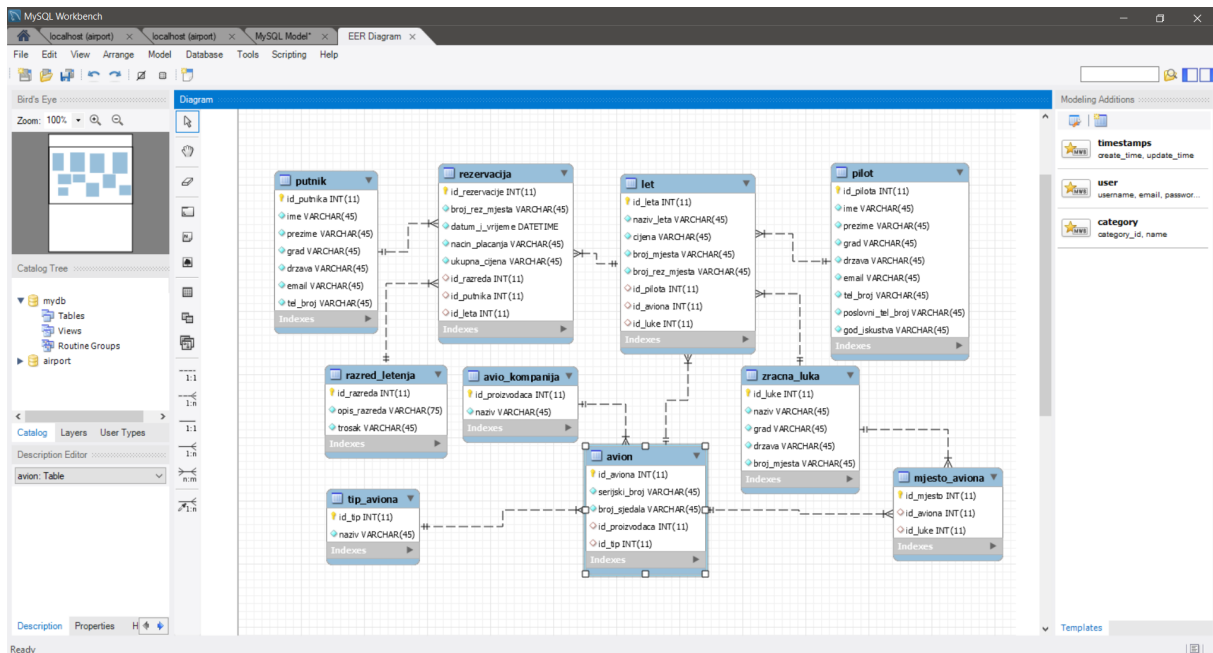 MySQL Workbench
localhost (airport) × localhost (airport) × MySQL Model* × EER Diagram ×
File Edit View Arrange Model Database Tools Scripting Help
Bird's Eye
Zoom: 100%
Catalog Tree
mydb
Tables
Views
Routine Groups
airport
Catalog Layers User Types
Description Editor
avion: Table
Description Properties H
Ready
Diagram
1:1
1:n
1:1
1:n
n:m
1:n
putnik
id_putnika INT(11)
ime VARCHAR(45)
prezime VARCHAR(45)
grad VARCHAR(45)
drzava VARCHAR(45)
email VARCHAR(45)
tel_broj VARCHAR(45)
Indexes
rezervacija
id_rezervacije INT(11)
broj_rez_mjesta VARCHAR(45)
datum_i_vrijeme DATETIME
nacin_placanja VARCHAR(45)
ukupna_cijena VARCHAR(45)
id_razreda INT(11)
id_putnika INT(11)
id_leta INT(11)
Indexes
let
id_leta INT(11)
naziv_leta VARCHAR(45)
cijena VARCHAR(45)
broj_mjesta VARCHAR(45)
broj_rez_mjesta VARCHAR(45)
id_pilota INT(11)
id_aviona INT(11)
id_luke INT(11)
Indexes
pilot
id_pilota INT(11)
ime VARCHAR(45)
prezime VARCHAR(45)
grad VARCHAR(45)
drzava VARCHAR(45)
email VARCHAR(45)
tel_broj VARCHAR(45)
poslovni_tel_broj VARCHAR(45)
god_iskustva VARCHAR(45)
Indexes
razred_letenja
id_razreda INT(11)
opis_razreda VARCHAR(75)
trosak VARCHAR(45)
Indexes
avio_kompanija
id_proizvodaca INT(11)
naziv VARCHAR(45)
Indexes
zracna_luka
id_luke INT(11)
naziv VARCHAR(45)
grad VARCHAR(45)
drzava VARCHAR(45)
broj_mjesta VARCHAR(45)
Indexes
tip_aviona
id_tip INT(11)
naziv VARCHAR(45)
Indexes
avion
id_aviona INT(11)
serijski_broj VARCHAR(45)
broj_sjedala VARCHAR(45)
id_proizvodaca INT(11)
id_tip INT(11)
Indexes
mjesto_aviona
id_mjesto INT(11)
id_aviona INT(11)
id_luke INT(11)
Indexes
Modeling Additions
timestamps
create_time, update_time
user
username, email, passwor...
category
category_id, name
Templates